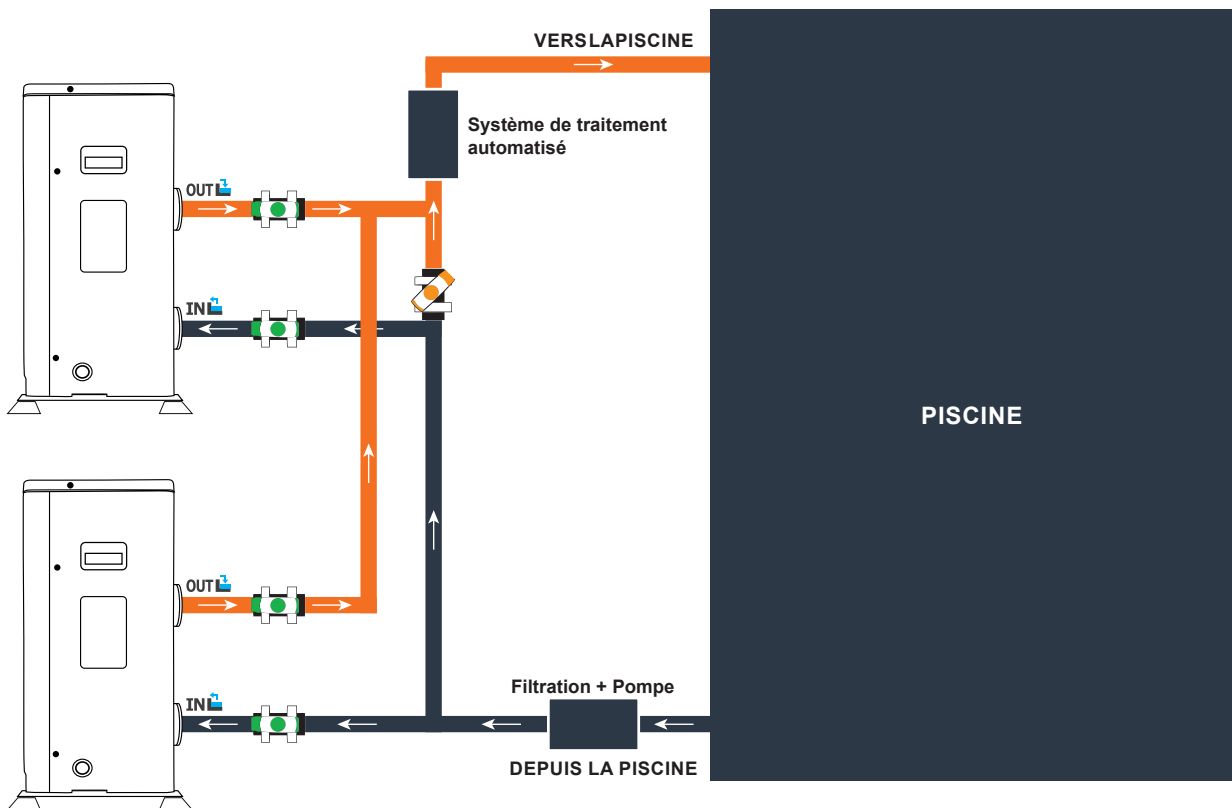 VERSLAPISCINE
Système de traitement
automatisé
OUT
IN
PISCINE
OUT
Filtration + Pompe
IN
DEPUIS LA PISCINE